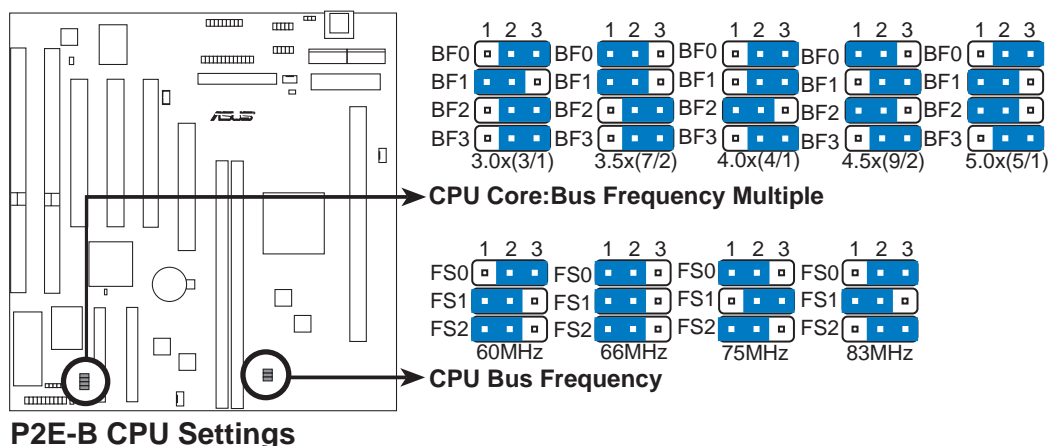 1 2 3 1 2 3 1 2 3 1 2 3 1 2 3
BF0 BF0 BF0 BF0 BF0
BF1 BF1 BF1 BF1 BF1
BF2 BF2 BF2 BF2 BF2
BF3 BF3 BF3 BF3 BF3
3.0x(3/1) 3.5x(7/2) 4.0x(4/1) 4.5x(9/2) 5.0x(5/1)
ASUS
CPU Core:Bus Frequency Multiple
1 2 3 1 2 3 1 2 3 1 2 3
FS0 FS0 FS0 FS0
FS1 FS1 FS1 FS1
FS2 FS2 FS2 FS2
60MHz 66MHz 75MHz 83MHz
CPU Bus Frequency
P2E-B CPU Settings